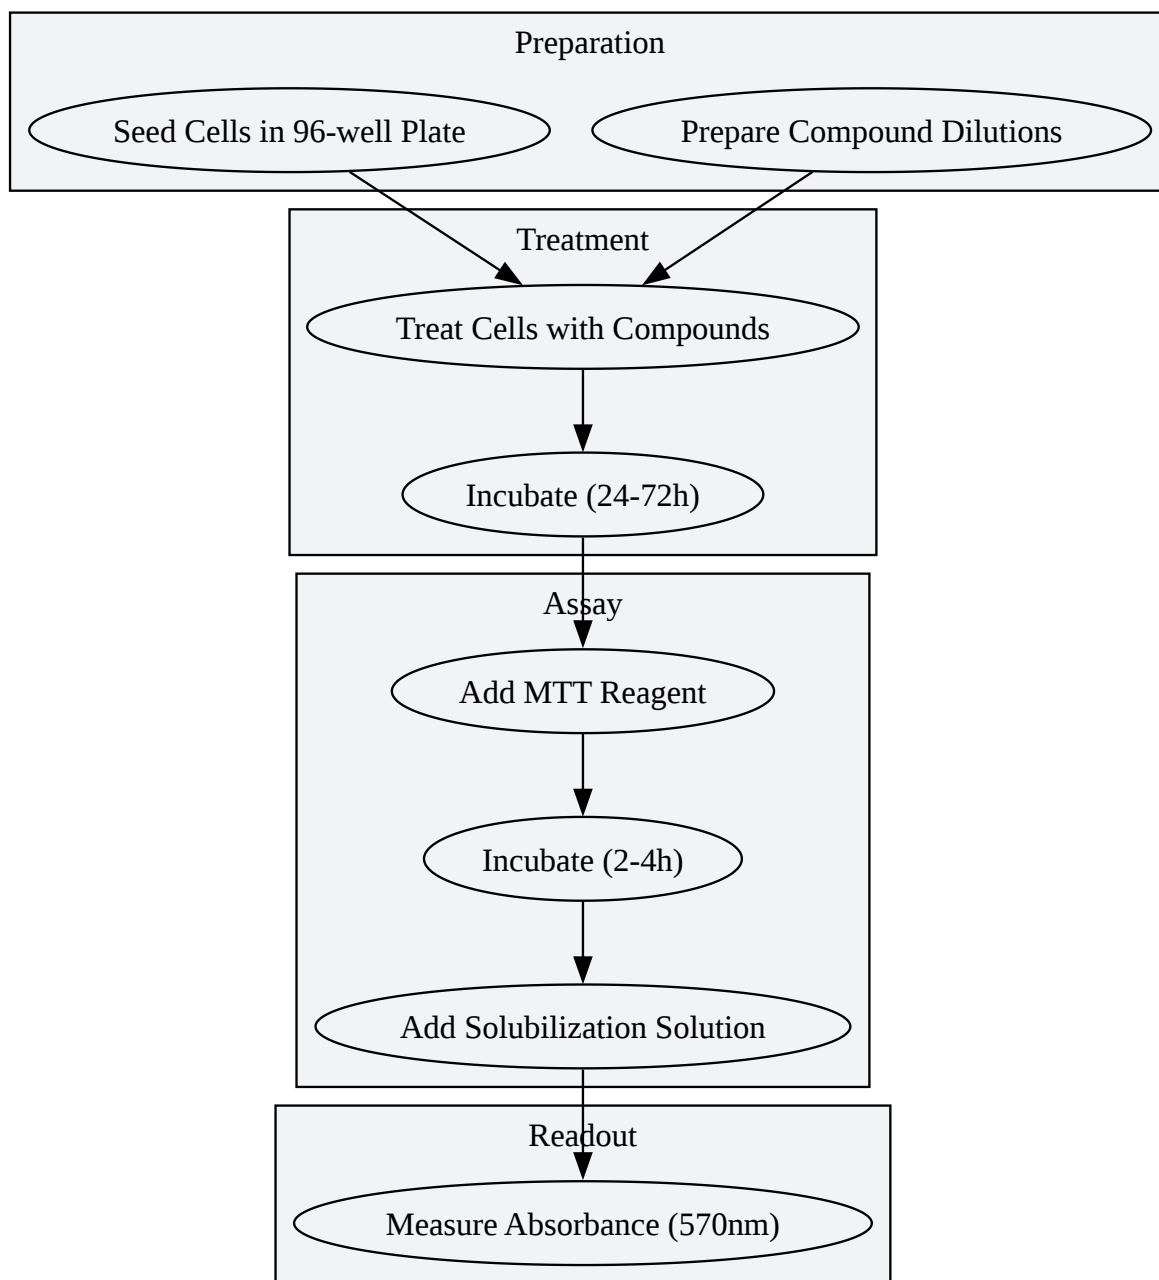 Preparation
Seed Cells in 96-well Plate
Prepare Compound Dilutions
Treatment
Treat Cells with Compounds
Incubate (24-72h)
Assay
Add MTT Reagent
Incubate (2-4h)
Add Solubilization Solution
Readout
Measure Absorbance (570nm)